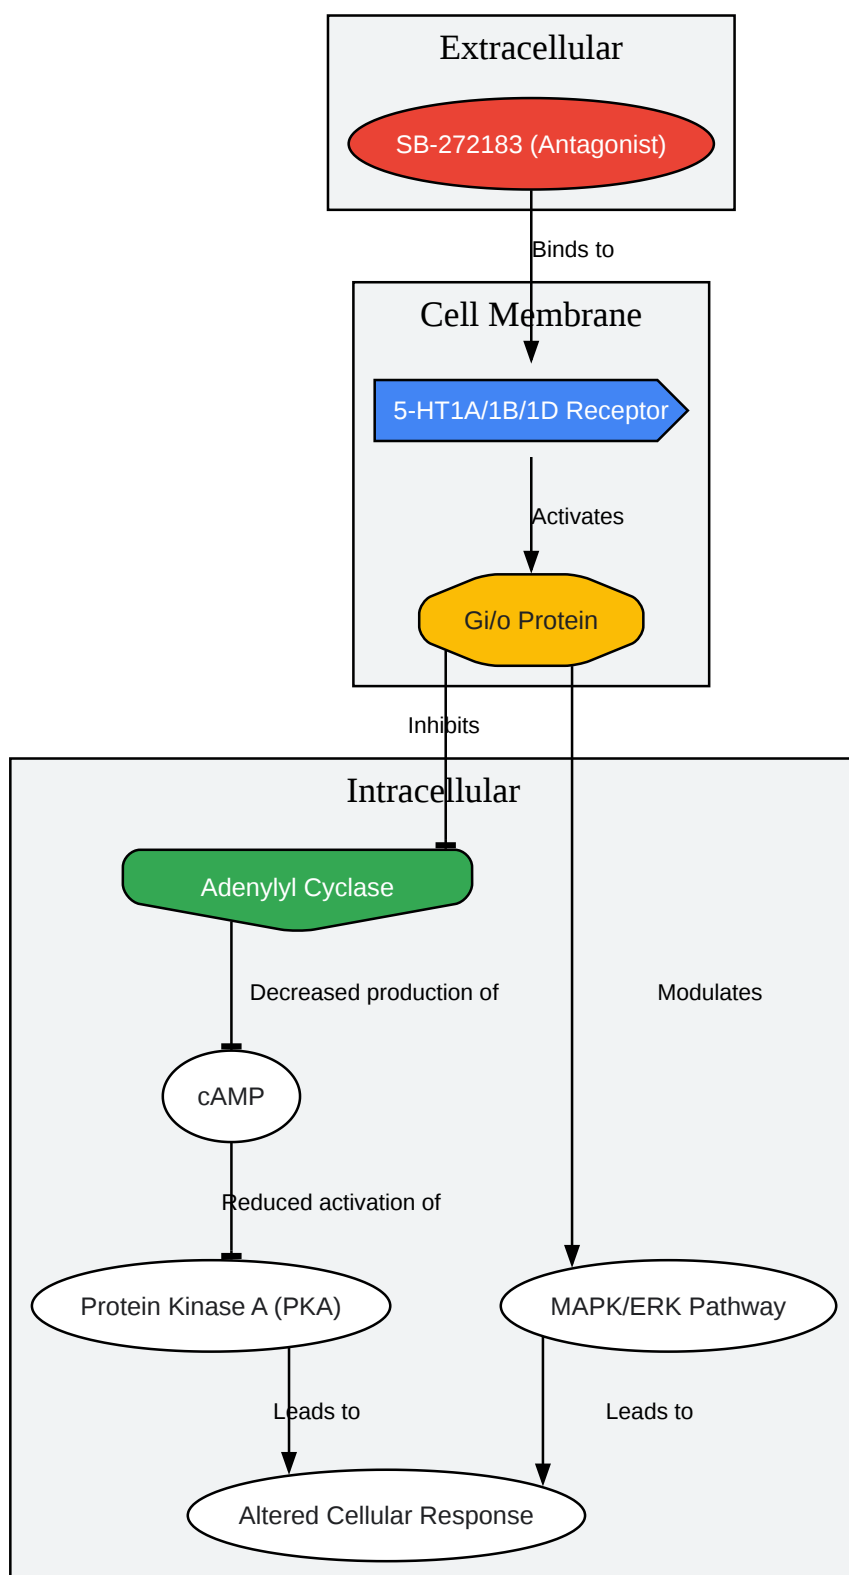 Extracellular
SB-272183 (Antagonist)
Binds to
Cell Membrane
5-HT1A/1B/1D Receptor
Activates
Gi/o Protein
Inhibits
Intracellular
Adenylyl Cyclase
Decreased production of
Modulates
cAMP
Reduced activation of
Protein Kinase A (PKA)
MAPK/ERK Pathway
Leads to
Leads to
Altered Cellular Response